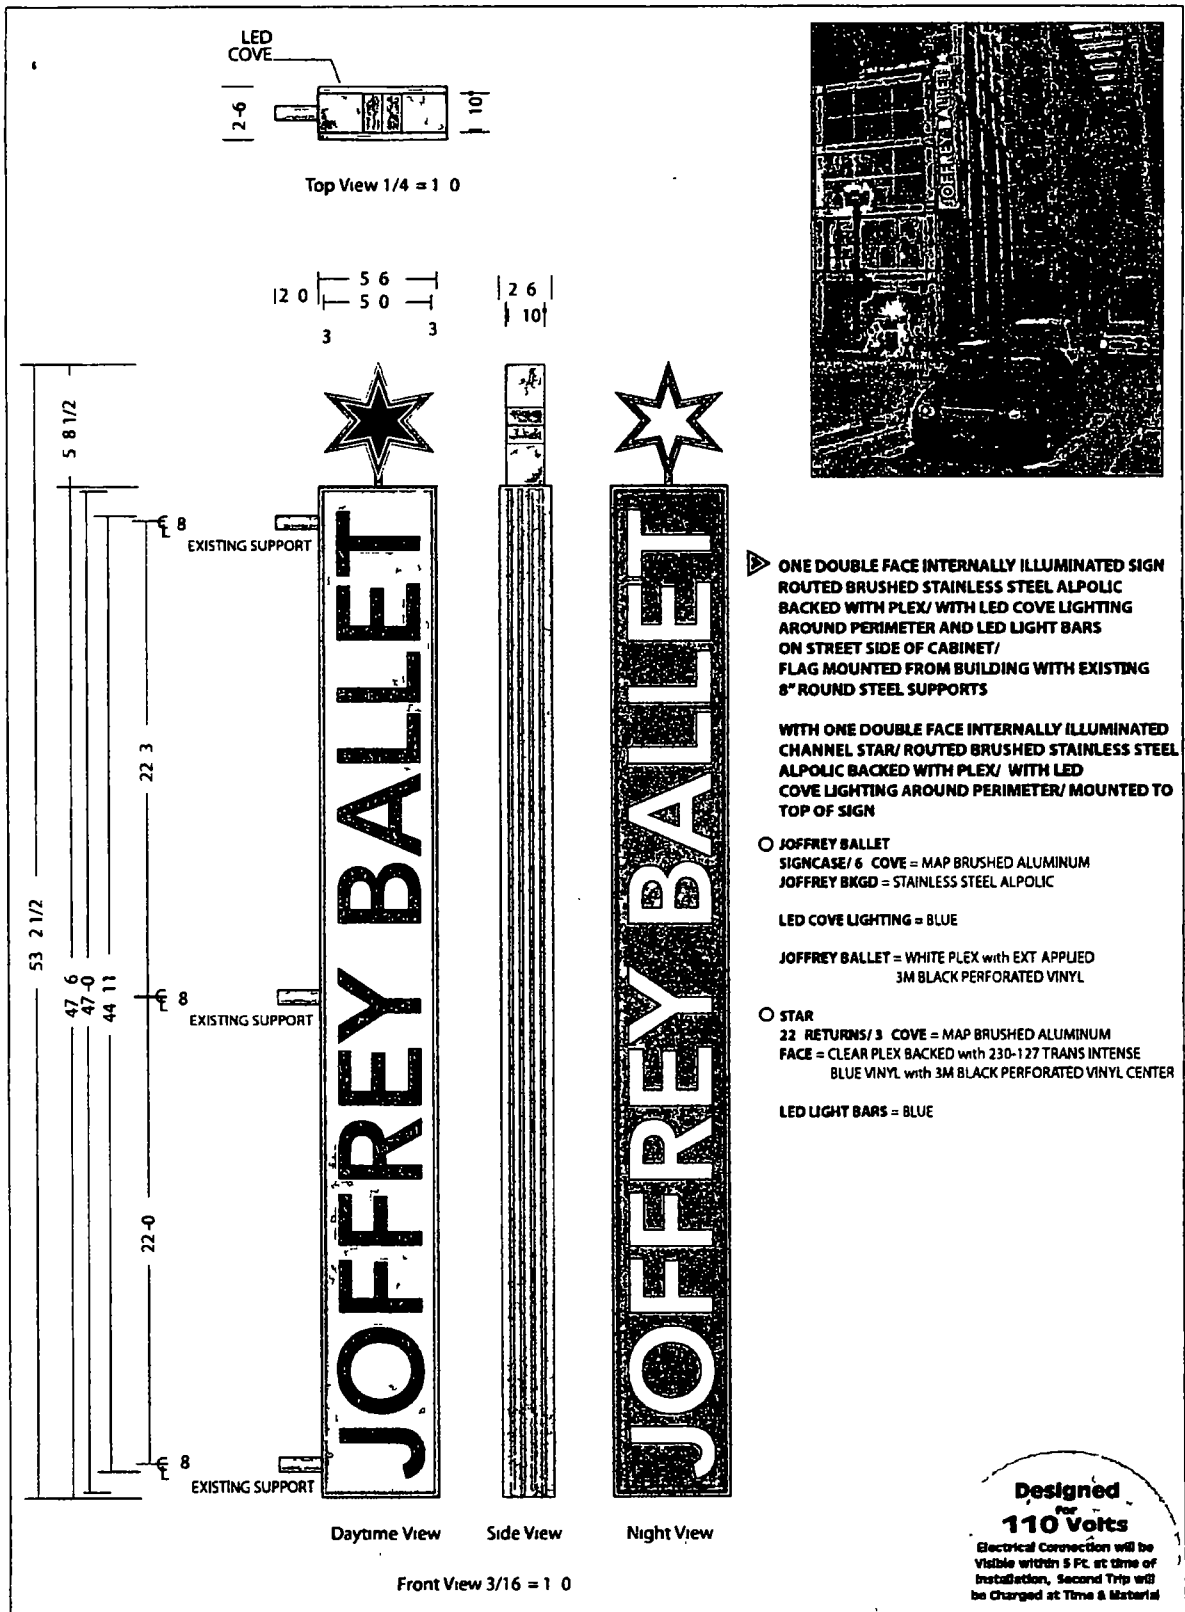 LED
COVE
2-6
10"
Top View 1/4 = 1 0
5 6
2 0
5 0
3
3
2 6
1 10
5 8 1/2
53 2 1/2
47 6
47-0
44 11
22 3
22-0
8
EXISTING SUPPORT
8
EXISTING SUPPORT
8
EXISTING SUPPORT
JOFFREY BALLET
JOFFREY BALLET
JOFFREY BALLET
Daytime View
Side View
Night View
Front View 3/16 = 1 0
ONE DOUBLE FACE INTERNALLY ILLUMINATED SIGN
ROUTED BRUSHED STAINLESS STEEL ALPOLIC
BACKED WITH PLEX/ WITH LED COVE LIGHTING
AROUND PERIMETER AND LED LIGHT BARS
ON STREET SIDE OF CABINET/
FLAG MOUNTED FROM BUILDING WITH EXISTING
8" ROUND STEEL SUPPORTS
WITH ONE DOUBLE FACE INTERNALLY ILLUMINATED
CHANNEL STAR/ ROUTED BRUSHED STAINLESS STEEL
ALPOLIC BACKED WITH PLEX/ WITH LED
COVE LIGHTING AROUND PERIMETER/ MOUNTED TO
TOP OF SIGN
JOFFREY BALLET
SIGNCASE/ 6 COVE = MAP BRUSHED ALUMINUM
JOFFREY BKGD = STAINLESS STEEL ALPOLIC
LED COVE LIGHTING = BLUE
JOFFREY BALLET = WHITE PLEX with EXT APPLIED
3M BLACK PERFORATED VINYL
STAR
22 RETURNS/ 3 COVE = MAP BRUSHED ALUMINUM
FACE = CLEAR PLEX BACKED with 230-127 TRANS INTENSE
BLUE VINYL with 3M BLACK PERFORATED VINYL CENTER
LED LIGHT BARS = BLUE
Designed
for
110 Volts
Electrical Connection will be
Visible within 5 Ft. at time of
Installation, Second Trip will
be Charged at Time & Material